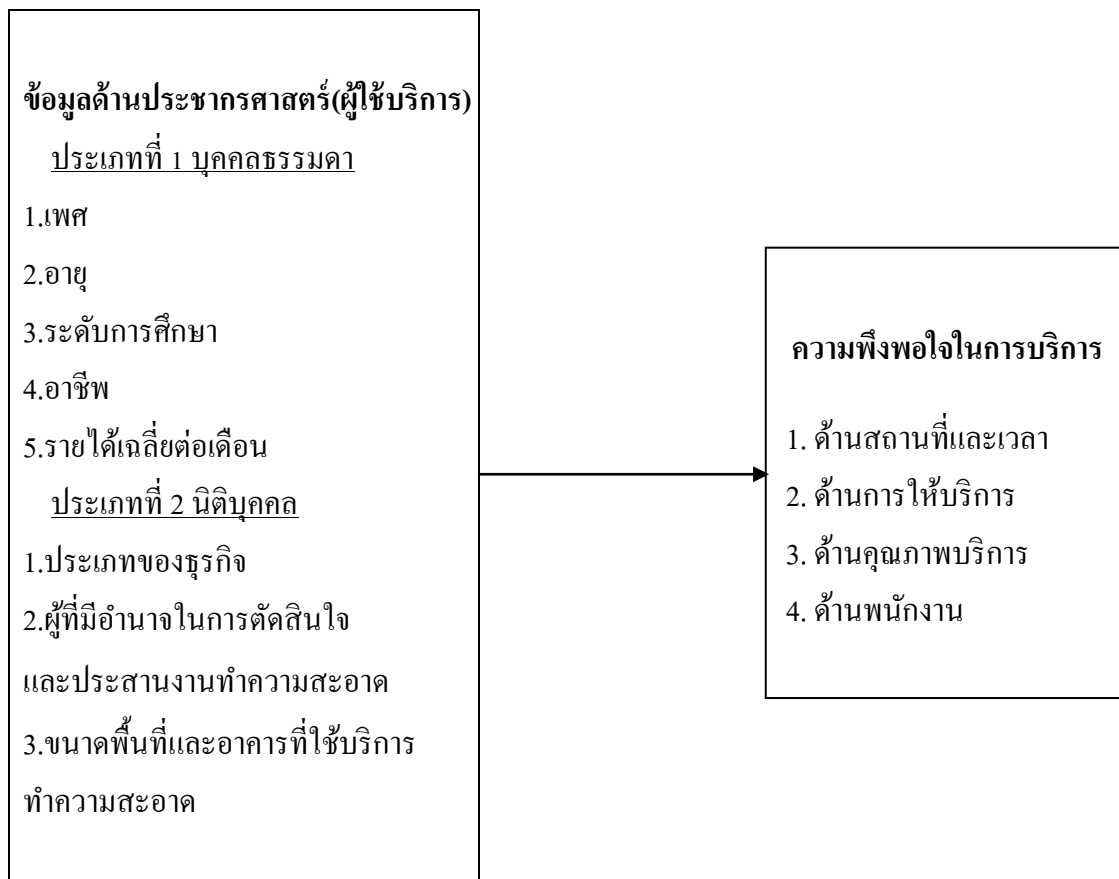 ข้อมูลด้านประชากรศาสตร์(ผู้ใช้บริการ)
ประเภทที่ 1 บุคคลธรรมดา
1.เพศ
2.อายุ
3.ระดับการศึกษา
4.อาชีพ
5.รายได้เฉลี่ยต่อเดือน
ประเภทที่ 2 นิติบุคคล
1.ประเภทของธุรกิจ
2.ผู้ที่มีอำนาจในการตัดสินใจ
และประสานงานทำความสะอาด
3.ขนาดพื้นที่และอาคารที่ใช้บริการ
ทำความสะอาด
ความพึงพอใจในการบริการ
1. ด้านสถานที่และเวลา
2. ด้านการให้บริการ
3. ด้านคุณภาพบริการ
4. ด้านพนักงาน